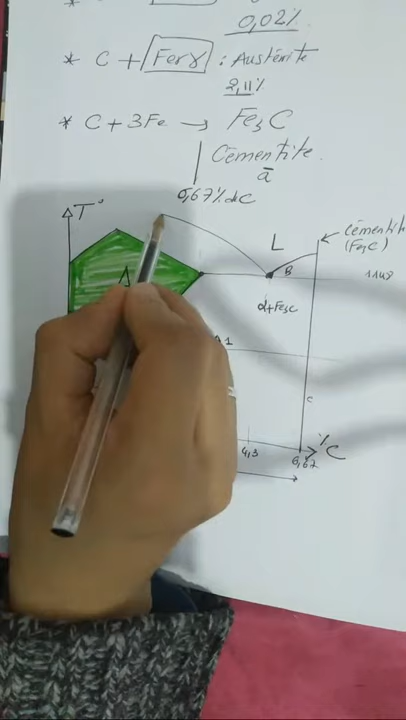 0,02%
* C + Fer γ : Austénite
2,11%
* C + 3Fe → Fe3C
Cémentite
à
6,67% de C
T°
L
cémentite
(Fe3C)
B
1148
α+Fe3C
A1
C
4,3
6,67
% C